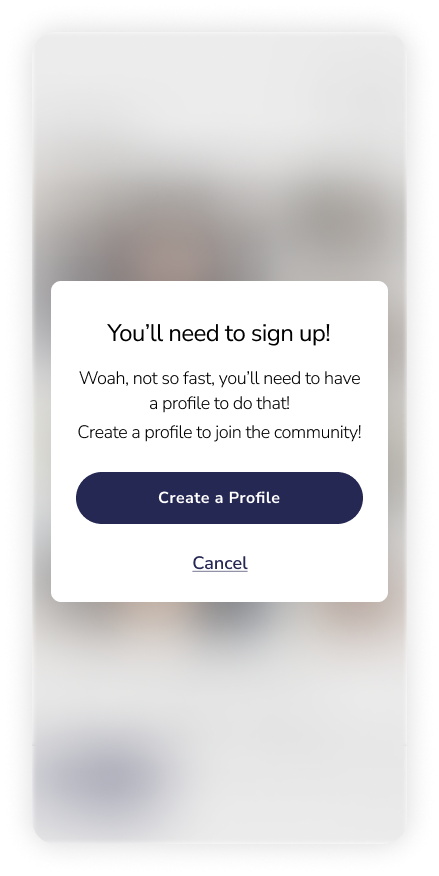 You’ll need to sign up!
Woah, not so fast, you’ll need to have
a profile to do that!
Create a profile to join the community!
Create a Profile
Cancel